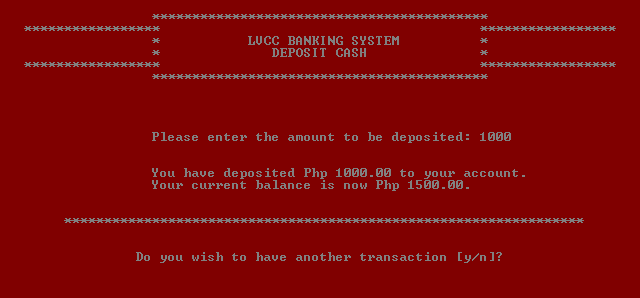 *******************************************
***************** * LVCC BANKING SYSTEM * *****************
* DEPOSIT CASH *
***************** *****************
*******************************************
Please enter the amount to be deposited: 1000
You have deposited Php 1000.00 to your account.
Your current balance is now Php 1500.00.
*****************************************************************
Do you wish to have another transaction [y/n]?